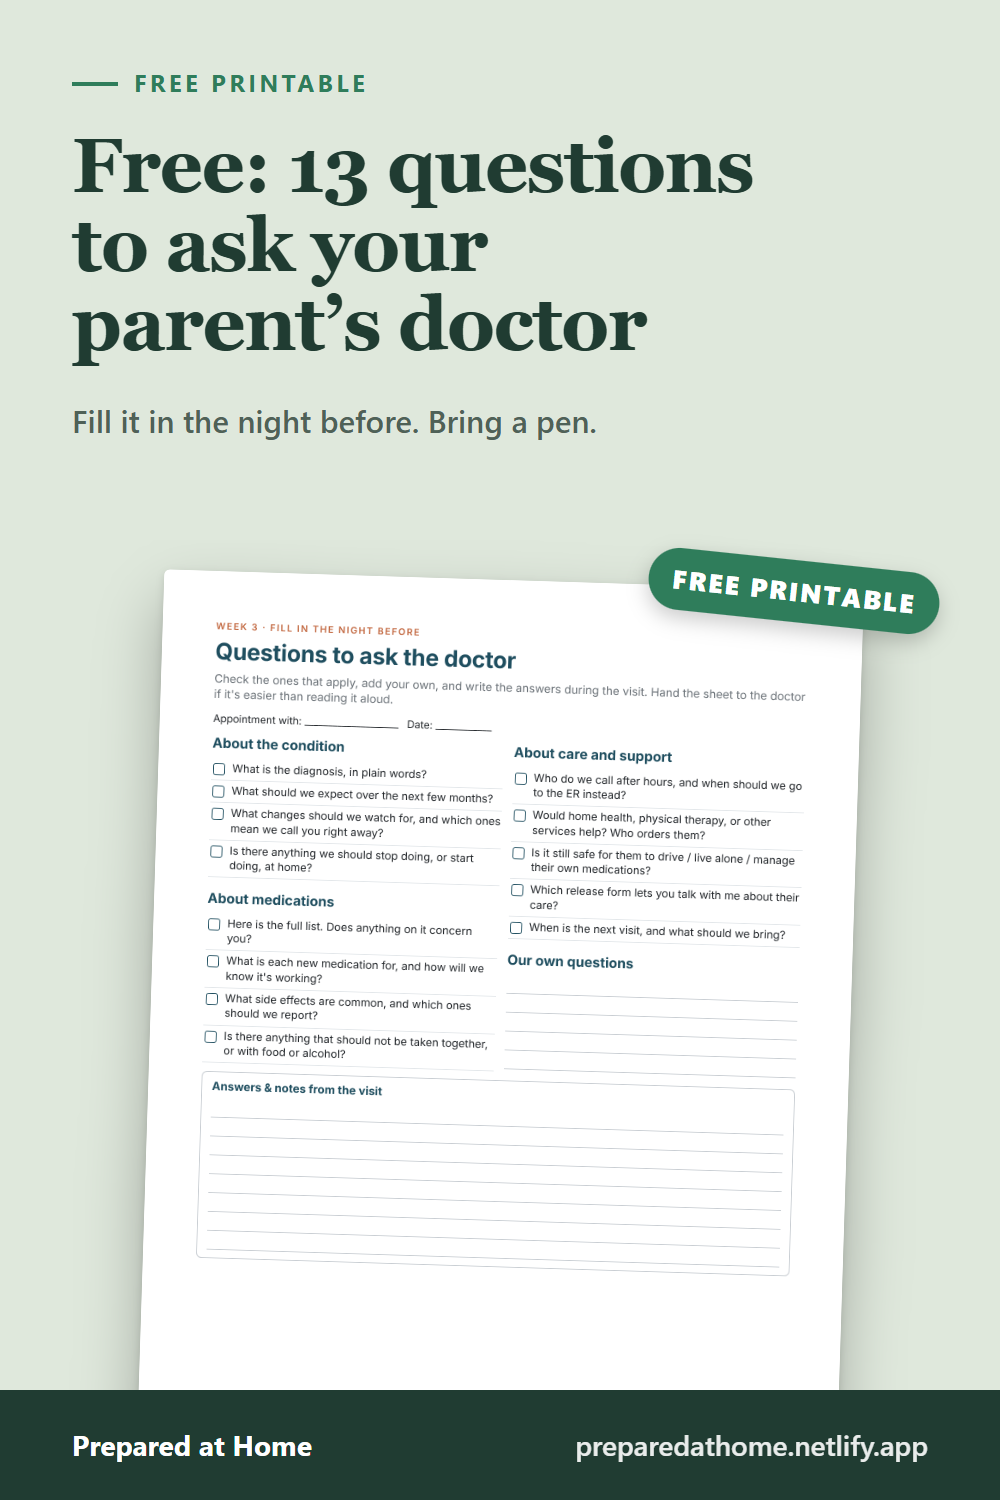 FREE PRINTABLE
Free: 13 questions
to ask your
parent’s doctor
Fill it in the night before. Bring a pen.
FREE PRINTABLE
WEEK 3 · FILL IN THE NIGHT BEFORE
Questions to ask the doctor
Check the ones that apply, add your own, and write the answers during the visit. Hand the sheet to the doctor
if it's easier than reading it aloud.
Appointment with: ________________ Date: __________
About the condition
What is the diagnosis, in plain words?
What should we expect over the next few months?
What changes should we watch for, and which ones
mean we call you right away?
Is there anything we should stop doing, or start
doing, at home?
About medications
Here is the full list. Does anything on it concern
you?
What is each new medication for, and how will we
know it's working?
What side effects are common, and which ones
should we report?
Is there anything that should not be taken together,
or with food or alcohol?
About care and support
Who do we call after hours, and when should we go
to the ER instead?
Would home health, physical therapy, or other
services help? Who orders them?
Is it still safe for them to drive / live alone / manage
their own medications?
Which release form lets you talk with me about their
care?
When is the next visit, and what should we bring?
Our own questions
Answers & notes from the visit
Prepared at Home
preparedathome.netlify.app